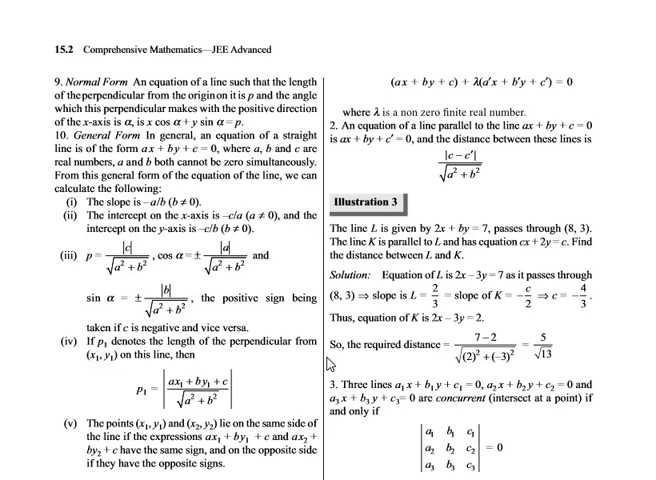 15.2 Comprehensive Mathematics—JEE Advanced
9. Normal Form An equation of a line such that the length
of the perpendicular from the origin on it is p and the angle
which this perpendicular makes with the positive direction
of the x-axis is α, is x cos α + y sin α = p.
10. General Form In general, an equation of a straight
line is of the form ax + by + c = 0, where a, b and c are
real numbers, a and b both cannot be zero simultaneously.
From this general form of the equation of the line, we can
calculate the following:
(i) The slope is –a/b (b ≠ 0).
(ii) The intercept on the x-axis is –c/a (a ≠ 0), and the
intercept on the y-axis is –c/b (b ≠ 0).
(iii) p = |c| / √(a² + b²), cos α = ± |a| / √(a² + b²) and
sin α = ± |b| / √(a² + b²), the positive sign being
taken if c is negative and vice versa.
(iv) If p₁ denotes the length of the perpendicular from
(x₁, y₁) on this line, then
p₁ = | (ax₁ + by₁ + c) / √(a² + b²) |
(v) The points (x₁, y₁) and (x₂, y₂) lie on the same side of
the line if the expressions ax₁ + by₁ + c and ax₂ +
by₂ + c have the same sign, and on the opposite side
if they have the opposite signs.
(ax + by + c) + λ(a′x + b′y + c′) = 0
where λ is a non zero finite real number.
2. An equation of a line parallel to the line ax + by + c = 0
is ax + by + c′ = 0, and the distance between these lines is
|c – c′| / √(a² + b²)
Illustration 3
The line L is given by 2x + by = 7, passes through (8, 3).
The line K is parallel to L and has equation cx + 2y = c. Find
the distance between L and K.
Solution: Equation of L is 2x – 3y = 7 as it passes through
(8, 3) ⇒ slope is L = 2/3 = slope of K = – c/2 ⇒ c = – 4/3.
Thus, equation of K is 2x – 3y = 2.
So, the required distance = (7 – 2) / √((2)² + (–3)²) = 5/√13
3. Three lines a₁x + b₁y + c₁ = 0, a₂x + b₂y + c₂ = 0 and
a₃x + b₃y + c₃ = 0 are concurrent (intersect at a point) if
and only if
| a₁ b₁ c₁ |
| a₂ b₂ c₂ | = 0
| a₃ b₃ c₃ |